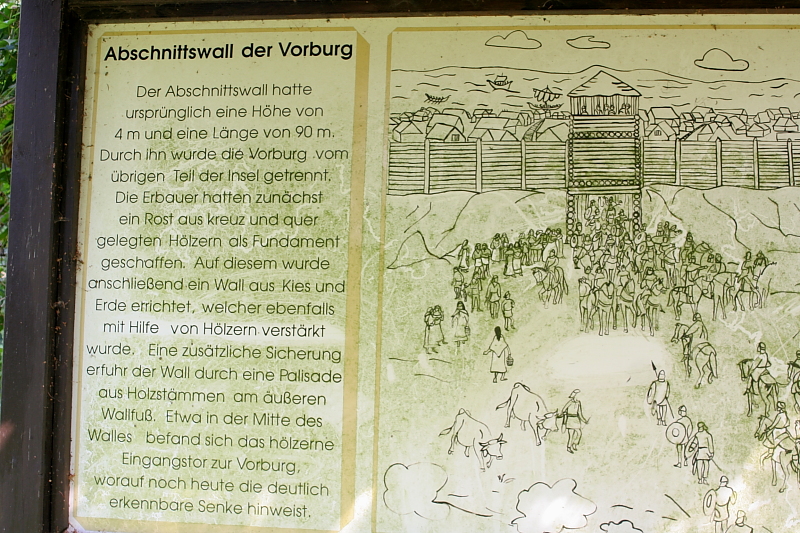 Abschnittswall der Vorburg
Der Abschnittswall hatte
ursprünglich eine Höhe von
4 m und eine Länge von 90 m.
Durch ihn wurde die Vorburg vom
übrigen Teil der Insel getrennt.
Die Erbauer hatten zunächst
ein Rost aus kreuz und quer
gelegten Hölzern als Fundament
geschaffen. Auf diesem wurde
anschließend ein Wall aus Kies und
Erde errichtet, welcher ebenfalls
mit Hilfe von Hölzern verstärkt
wurde. Eine zusätzliche Sicherung
erfuhr der Wall durch eine Palisade
aus Holzstämmen am äußeren
Wallfuß. Etwa in der Mitte des
Walles befand sich das hölzerne
Eingangstor zur Vorburg,
worauf noch heute die deutlich
erkennbare Senke hinweist.